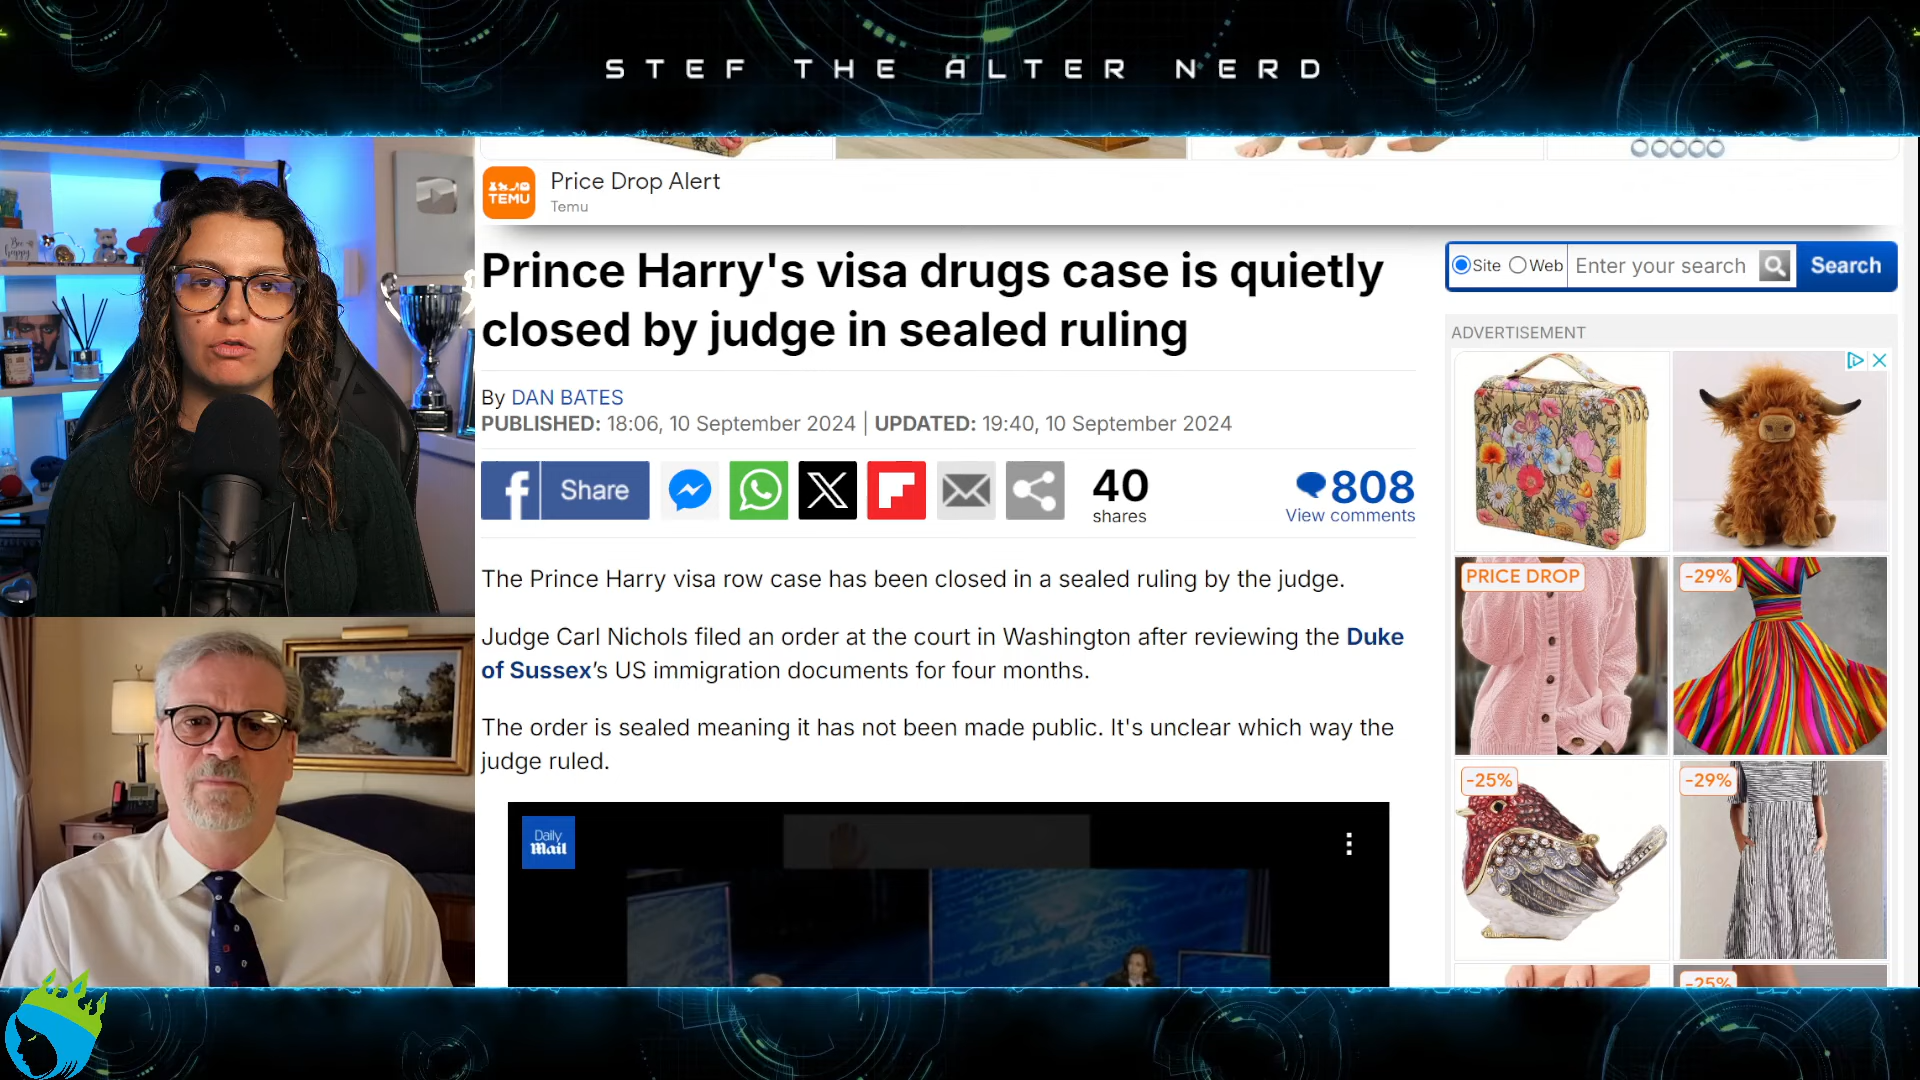 STEF THE ALTER NERD
TEMU
Price Drop Alert
Temu
Prince Harry's visa drugs case is quietly
closed by judge in sealed ruling
By DAN BATES
PUBLISHED: 18:06, 10 September 2024 | UPDATED: 19:40, 10 September 2024
f Share
40
shares
808
View comments
The Prince Harry visa row case has been closed in a sealed ruling by the judge.
Judge Carl Nichols filed an order at the court in Washington after reviewing the Duke
of Sussex's US immigration documents for four months.
The order is sealed meaning it has not been made public. It's unclear which way the
judge ruled.
Daily
Mail
Site Web Enter your search Search
ADVERTISEMENT
PRICE DROP
-29%
-25%
-29%
-25%
Bee
happy